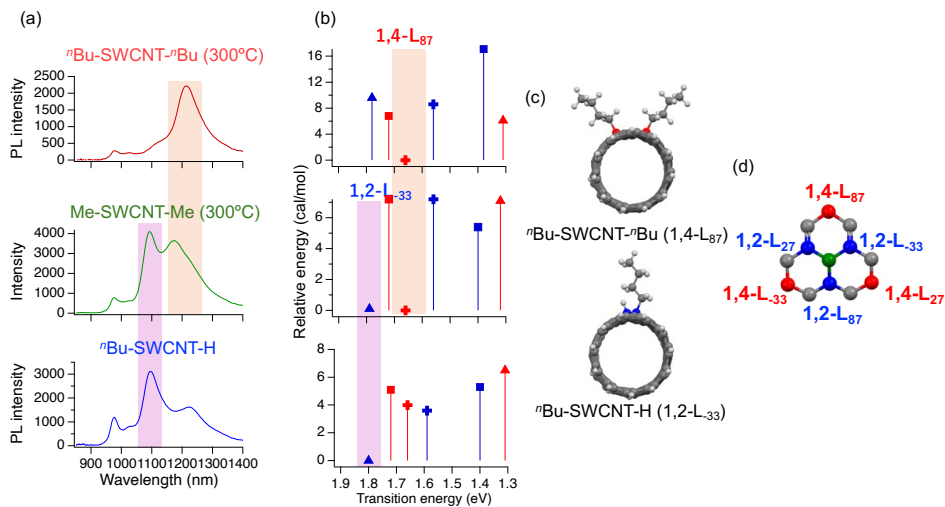 (a)
ⁿBu-SWCNT-ⁿBu (300ºC)
PL intensity
2500
2000
1500
1000
500
0
Me-SWCNT-Me (300ºC)
Intensity
4000
3000
2000
1000
0
ⁿBu-SWCNT-H
PL intensity
3000
2000
1000
0
900 1000 1100 1200 1300 1400
Wavelength (nm)
(b)
1,4-L₈₇
16
12
8
4
0
1,2-L₋₃₃
Relative energy (cal/mol)
6
4
2
0
8
6
4
2
0
1.9 1.8 1.7 1.6 1.5 1.4 1.3
Transition energy (eV)
(c)
ⁿBu-SWCNT-ⁿBu (1,4-L₈₇)
ⁿBu-SWCNT-H (1,2-L₋₃₃)
(d)
1,4-L₈₇
1,2-L₂₇ 1,2-L₋₃₃
1,4-L₋₃₃ 1,4-L₂₇
1,2-L₈₇